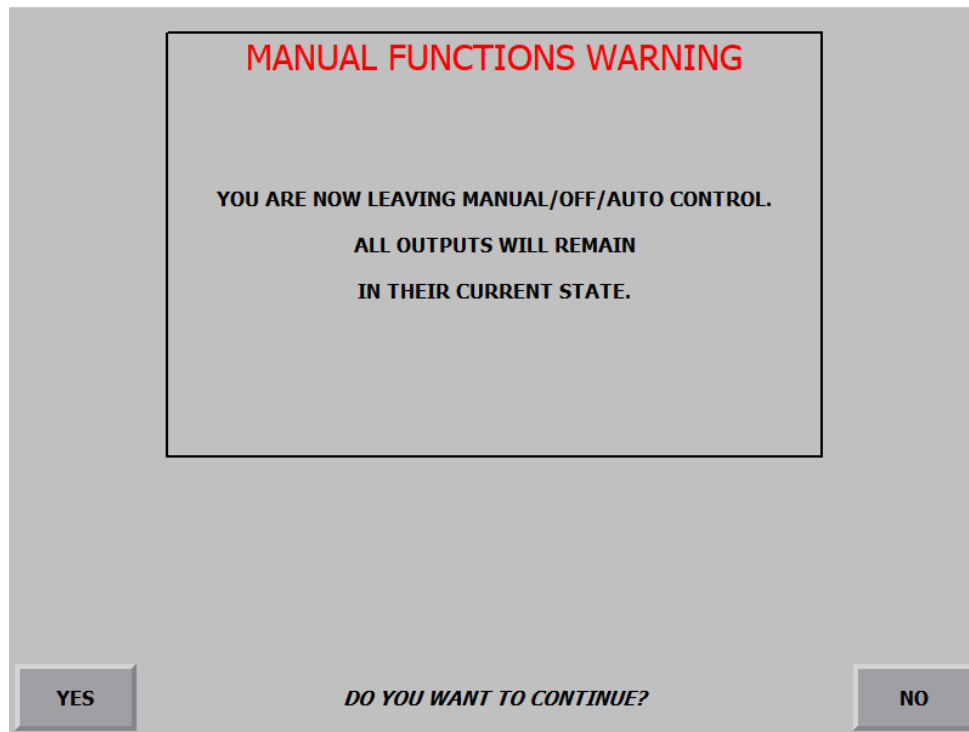 MANUAL FUNCTIONS WARNING
YOU ARE NOW LEAVING MANUAL/OFF/AUTO CONTROL.
ALL OUTPUTS WILL REMAIN
IN THEIR CURRENT STATE.
YES
DO YOU WANT TO CONTINUE?
NO